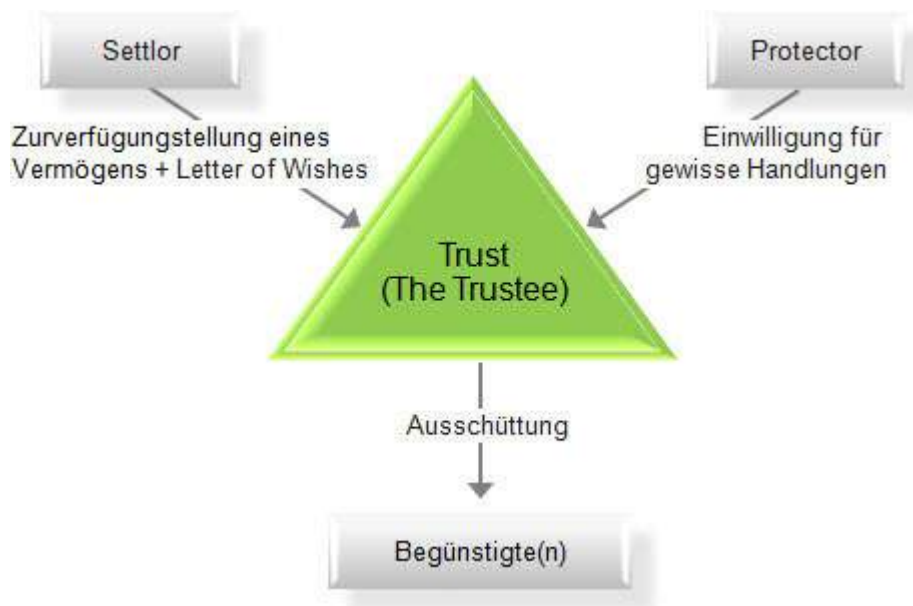 Settlor
Protector
Zurverfügungstellung eines
Vermögens + Letter of Wishes
Einwilligung für
gewisse Handlungen
Trust
(The Trustee)
Ausschüttung
Begünstigte(n)